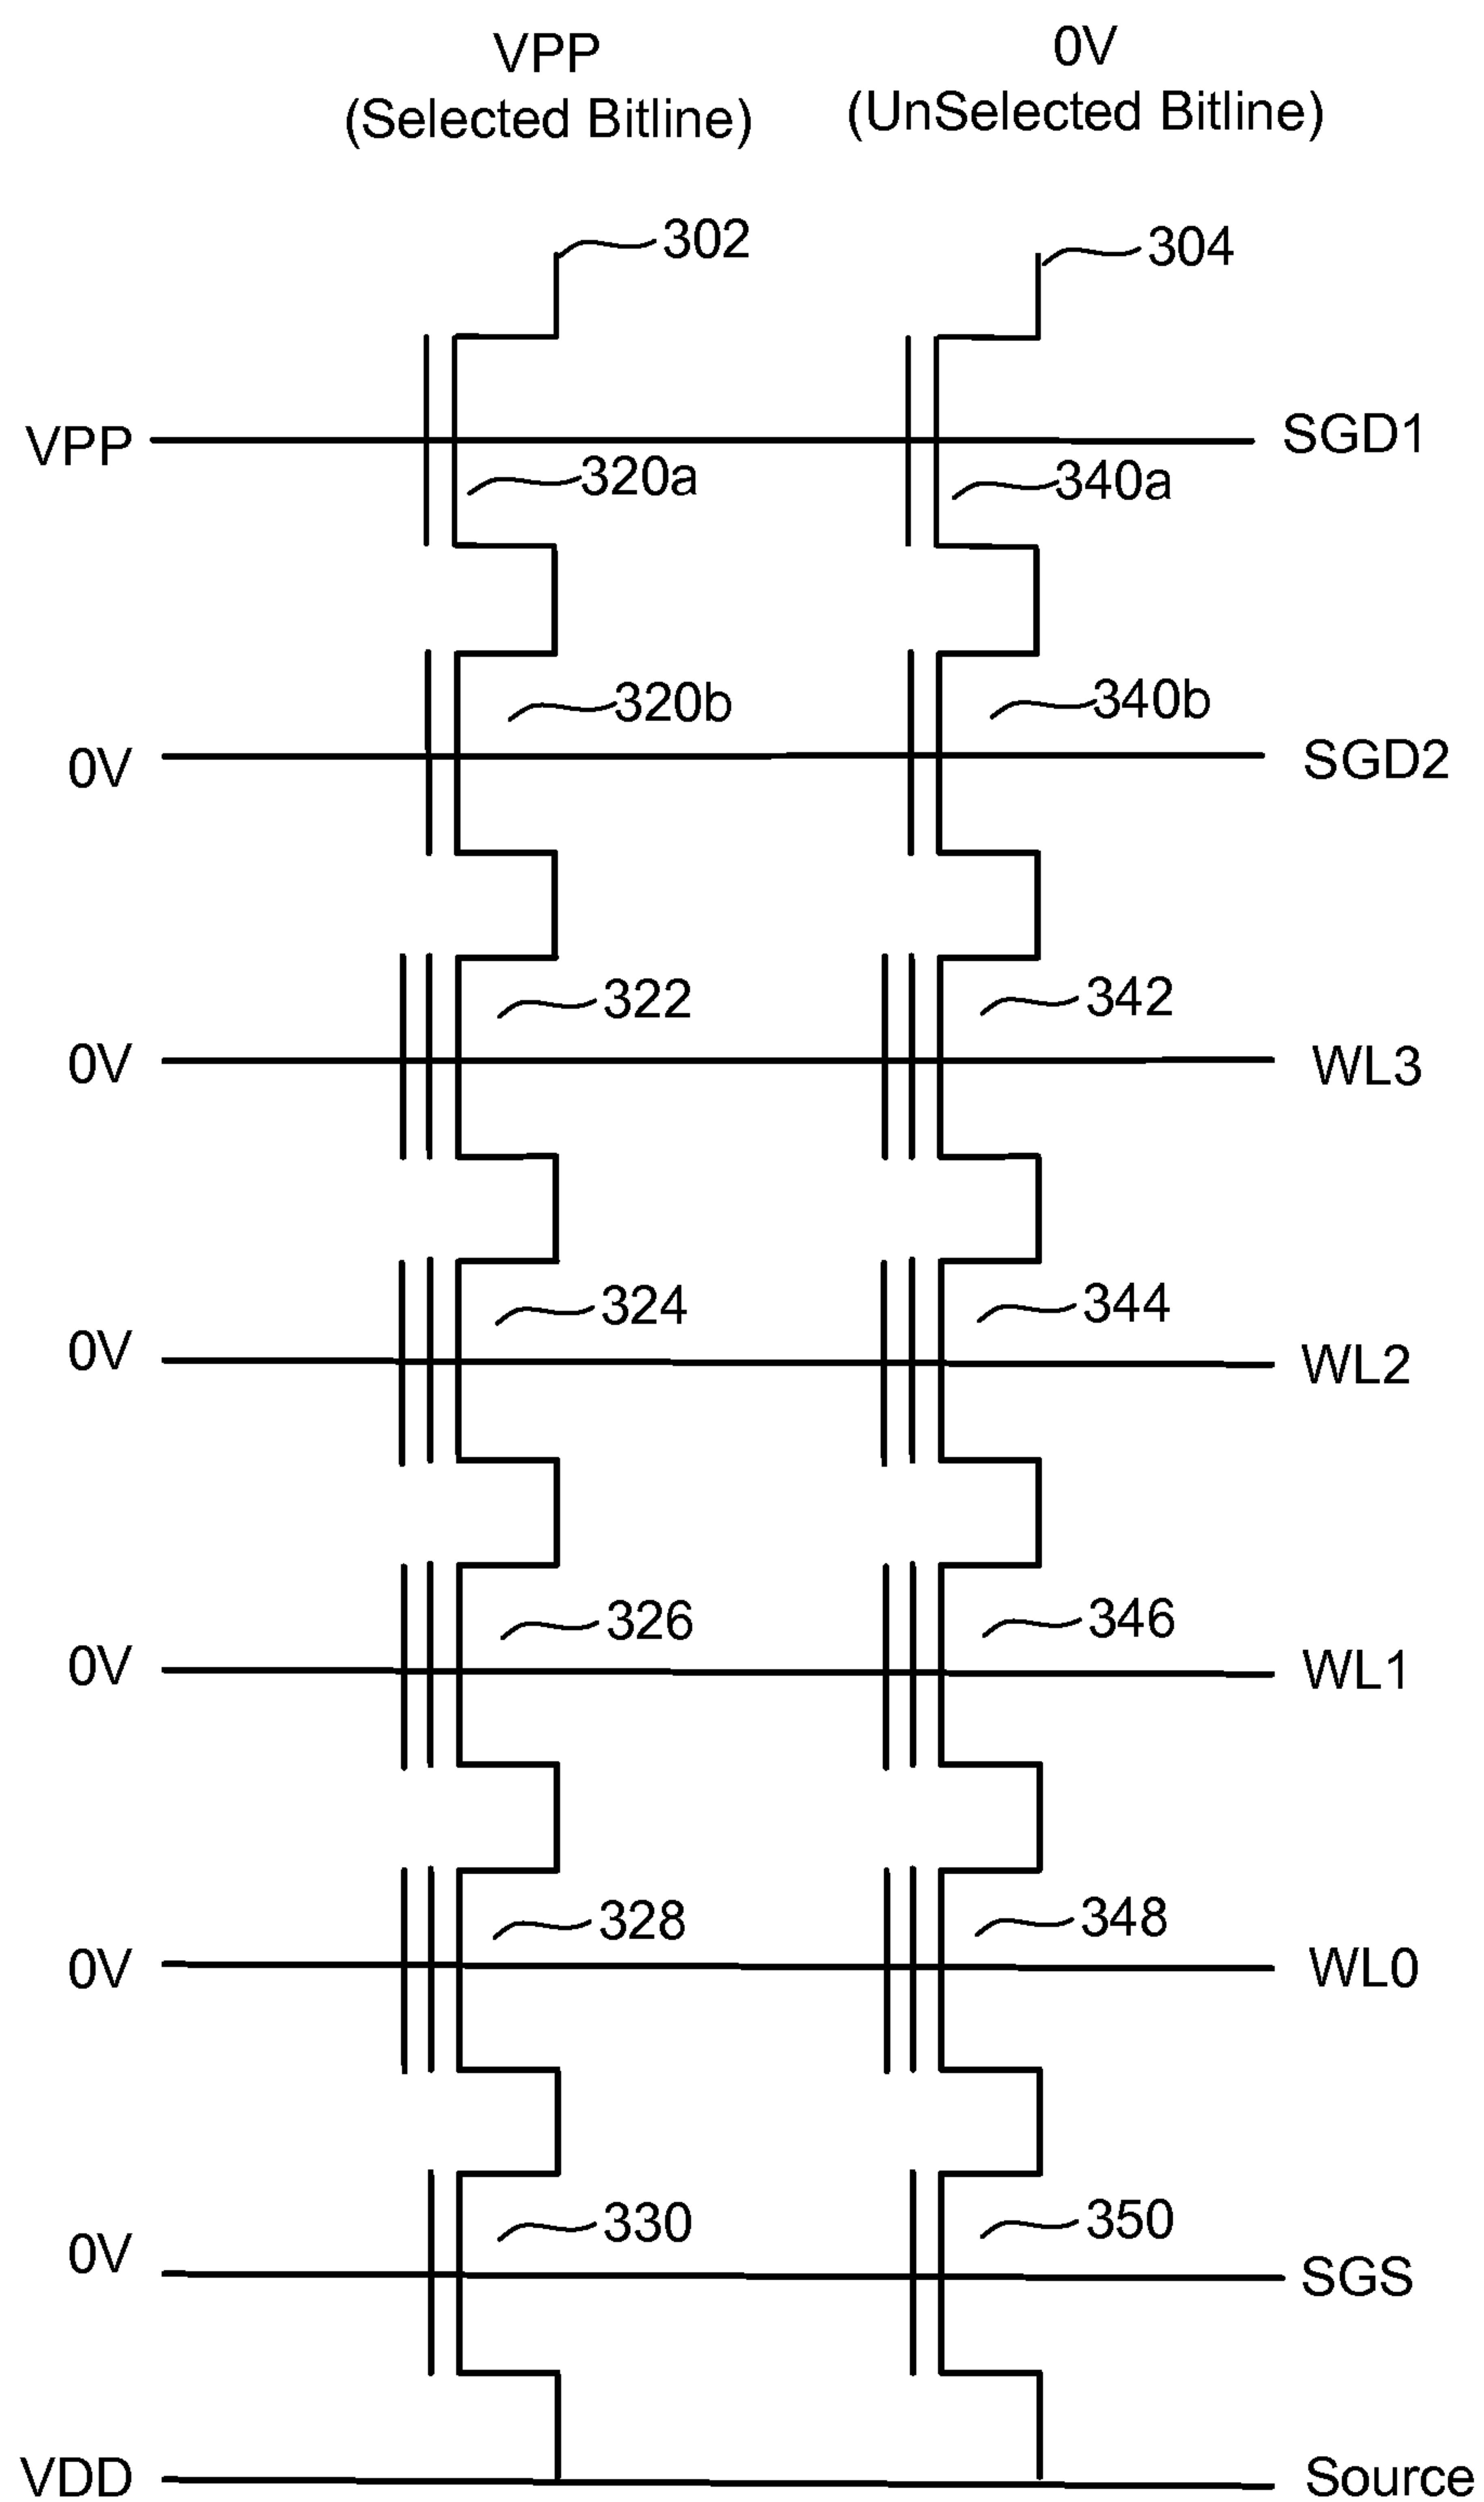 VPP
(Selected Bitline)
0V
(UnSelected Bitline)
302
304
VPP
SGD1
320a
340a
320b
340b
0V
SGD2
322
342
0V
WL3
324
344
0V
WL2
326
346
0V
WL1
328
348
0V
WL0
330
350
0V
SGS
VDD
Source